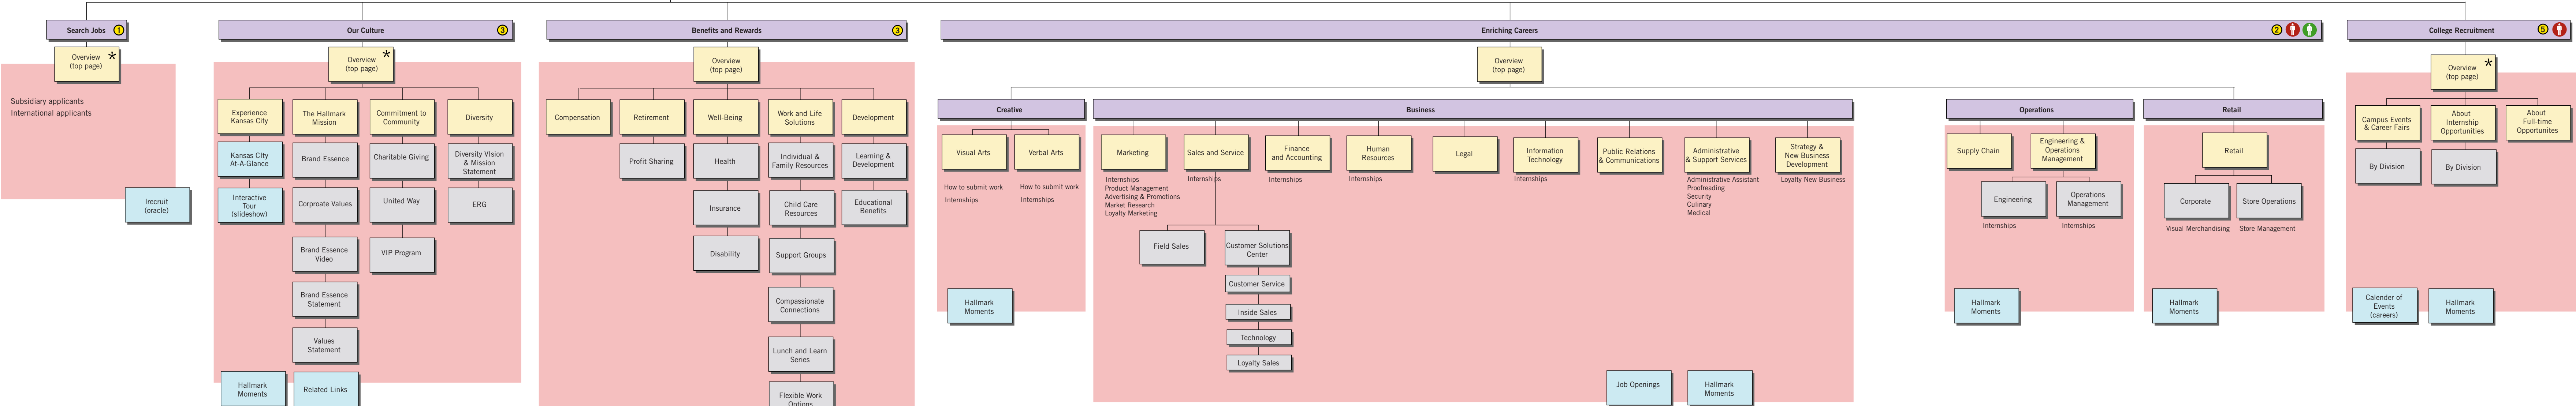 Search Jobs
1
Overview
(top page)
*
Subsidiary applicants
International applicants
Irecruit
(oracle)
Our Culture
3
Overview
(top page)
*
Experience
Kansas City
Kansas CIty
At-A-Glance
Interactive
Tour
(slideshow)
The Hallmark
Mission
Brand Essence
Corproate Values
Brand Essence
Video
Brand Essence
Statement
Values
Statement
Commitment to
Community
Charitable Giving
United Way
VIP Program
Diversity
Diversity VIsion
& Mission
Statement
ERG
Hallmark
Moments
Related Links
Benefits and Rewards
3
Overview
(top page)
Compensation
Retirement
Profit Sharing
Well-Being
Health
Insurance
Disability
Work and Life
Solutions
Individual &
Family Resources
Child Care
Resources
Support Groups
Compassionate
Connections
Lunch and Learn
Series
Flexible Work
Options
Development
Learning &
Development
Educational
Benefits
Enriching Careers
2
Overview
(top page)
Creative
Visual Arts
How to submit work
Internships
Verbal Arts
How to submit work
Internships
Hallmark
Moments
Business
Marketing
Internships
Product Management
Advertising & Promotions
Market Research
Loyalty Marketing
Sales and Service
Internships
Field Sales
Customer Solutions
Center
Customer Service
Inside Sales
Technology
Loyalty Sales
Finance
and Accounting
Internships
Human
Resources
Internships
Legal
Information
Technology
Internships
Public Relations
& Communications
Administrative
& Support Services
Administrative Assistant
Proofreading
Security
Culinary
Medical
Strategy &
New Business
Development
Loyalty New Business
Job Openings
Hallmark
Moments
Operations
Supply Chain
Engineering &
Operations
Management
Engineering
Internships
Operations
Management
Internships
Hallmark
Moments
Retail
Retail
Corporate
Visual Merchandising
Store Operations
Store Management
Hallmark
Moments
College Recruitment
5
Overview
(top page)
*
Campus Events
& Career Fairs
By Division
About
Internship
Opportunities
By Division
About
Full-time
Opportunites
Calender of
Events
(careers)
Hallmark
Moments